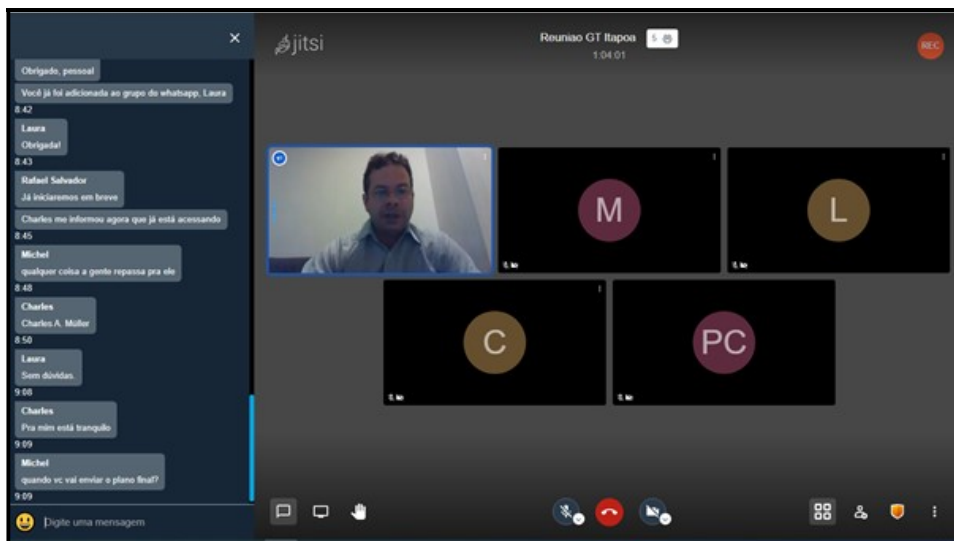 Obrigado, pessoal
Você já foi adicionada ao grupo do whatsapp, Laura
8:42
Laura
Obrigada!
8:43
Rafael Salvador
Já iniciaremos em breve
Charles me informou agora que já está acessando
8:45
Michel
qualquer coisa a gente repassa pra ele
8:48
Charles
Charles A. Müller
8:50
Laura
Sem dúvidas.
9:08
Charles
Pra mim está tranquilo
9:09
Michel
quando vc vai enviar o plano final?
9:09
Digite uma mensagem
jitsi
Reuniao GT Itapoa
5
1:04:01
REC
M
L
C
PC